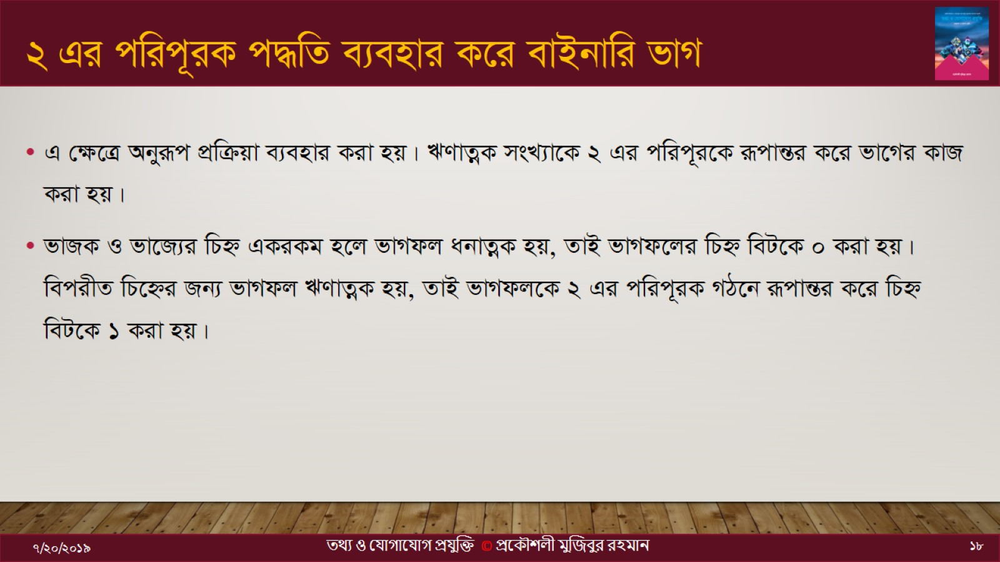 ২ এর পরিপূরক পদ্ধতি ব্যবহার করে বাইনারি ভাগ
• এ ক্ষেত্রে অনুরূপ প্রক্রিয়া ব্যবহার করা হয়। ঋণাত্নক সংখ্যাকে ২ এর পরিপূরকে রূপান্তর করে ভাগের কাজ
করা হয়।
• ভাজক ও ভাজ্যের চিহ্ন একরকম হলে ভাগফল ধনাত্নক হয়, তাই ভাগফলের চিহ্ন বিটকে ০ করা হয়।
বিপরীত চিহ্নের জন্য ভাগফল ঋণাত্নক হয়, তাই ভাগফলকে ২ এর পরিপূরক গঠনে রূপান্তর করে চিহ্ন
বিটকে ১ করা হয়।
৭/২০/২০১৯
তথ্য ও যোগাযোগ প্রযুক্তি © প্রকৌশলী মুজিবুর রহমান
১৮